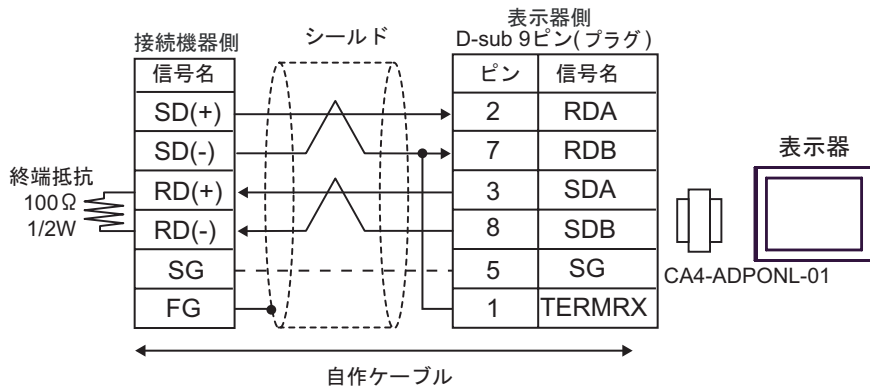 接続機器側
シールド
表示器側
D-sub 9ピン(プラグ)
信号名
ピン 信号名
SD(+) 2 RDA
SD(-) 7 RDB
RD(+) 3 SDA
RD(-) 8 SDB
SG 5 SG
FG 1 TERMRX
終端抵抗
100Ω
1/2W
表示器
CA4-ADPONL-01
自作ケーブル